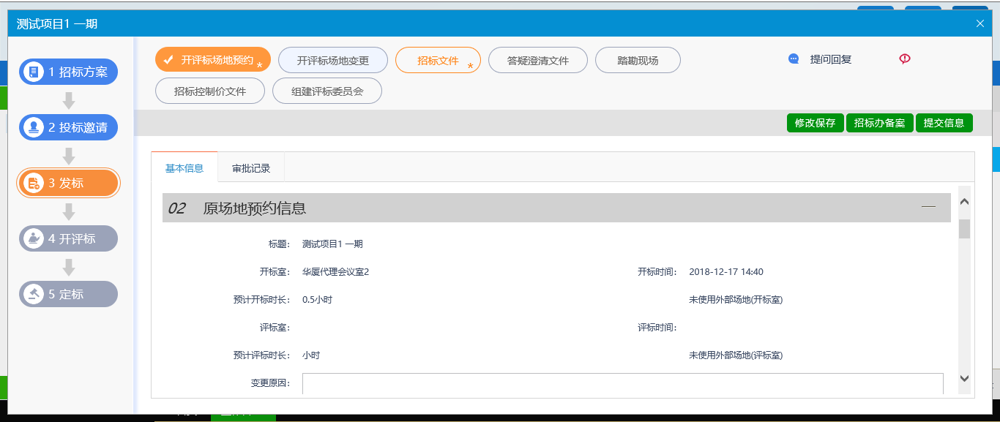 测试项目1 一期
1 招标方案
2 投标邀请
3 发标
4 开评标
5 定标
开评标场地预约 *
开评标场地变更
招标文件 *
答疑澄清文件
踏勘现场
提问回复
招标控制价文件
组建评标委员会
修改保存
招标办备案
提交信息
基本信息
审批记录
02 原场地预约信息
标题： 测试项目1 一期
开标室： 华厦代理会议室2
开标时间： 2018-12-17 14:40
预计开标时长： 0.5小时
未使用外部场地(开标室)
评标室：
评标时间：
预计评标时长： 小时
未使用外部场地(评标室)
变更原因：